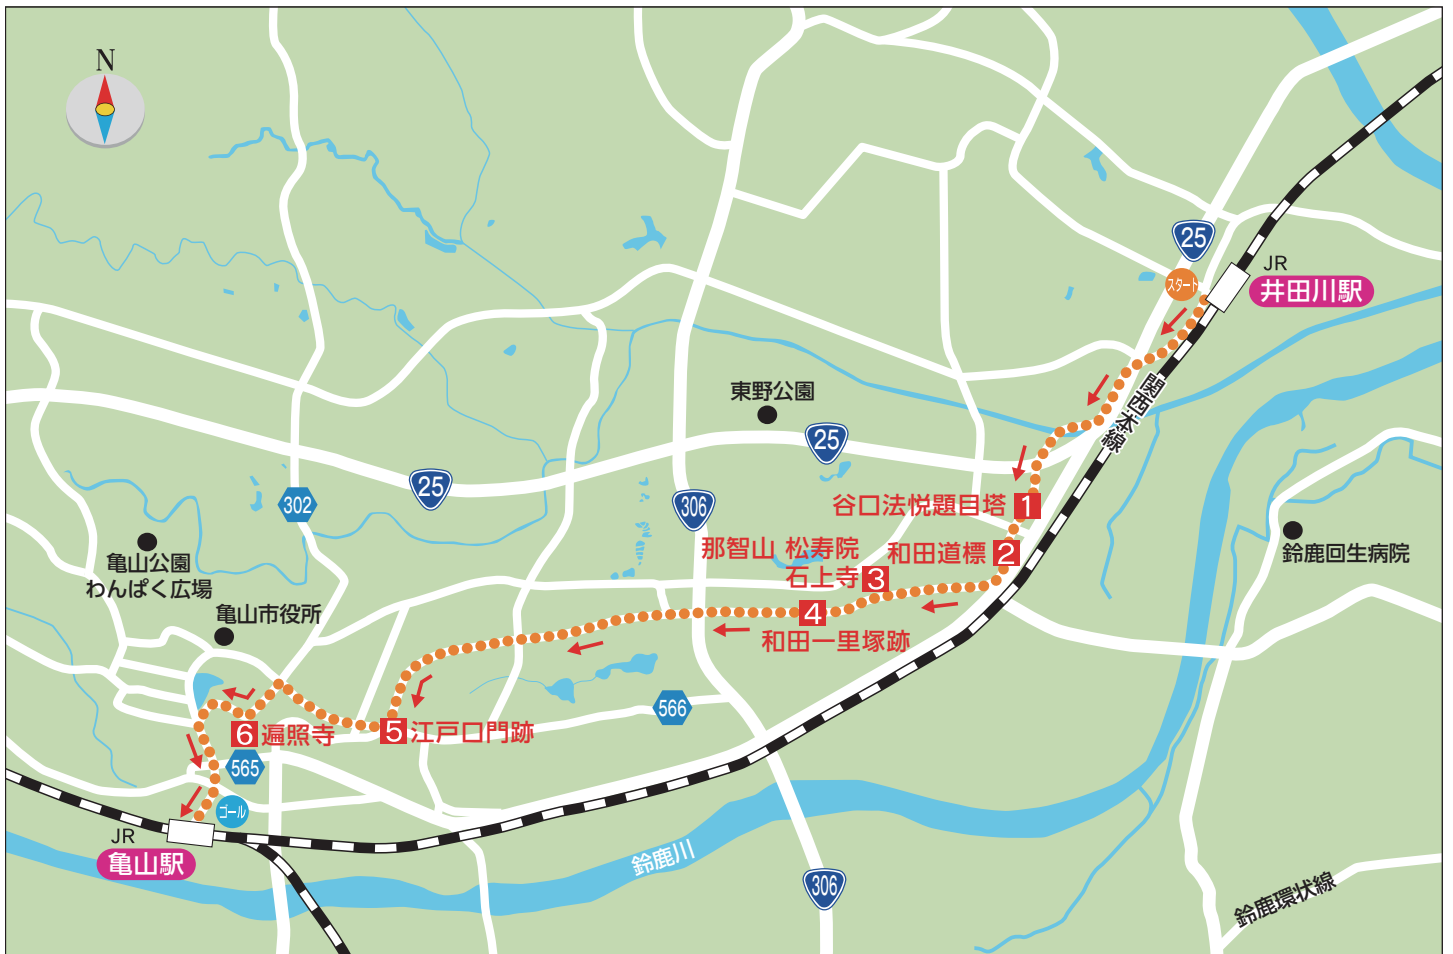 N
25
JR
スタート
井田川駅
関西本線
東野公園
25
25
302
306
谷口法悦題目塔 1
那智山 松寿院
石上寺 3
和田道標 2
鈴鹿回生病院
亀山公園
わんぱく広場
亀山市役所
4
和田一里塚跡
566
5 江戸口門跡
6 遍照寺
565
ゴール
JR
亀山駅
鈴鹿川
306
鈴鹿環状線